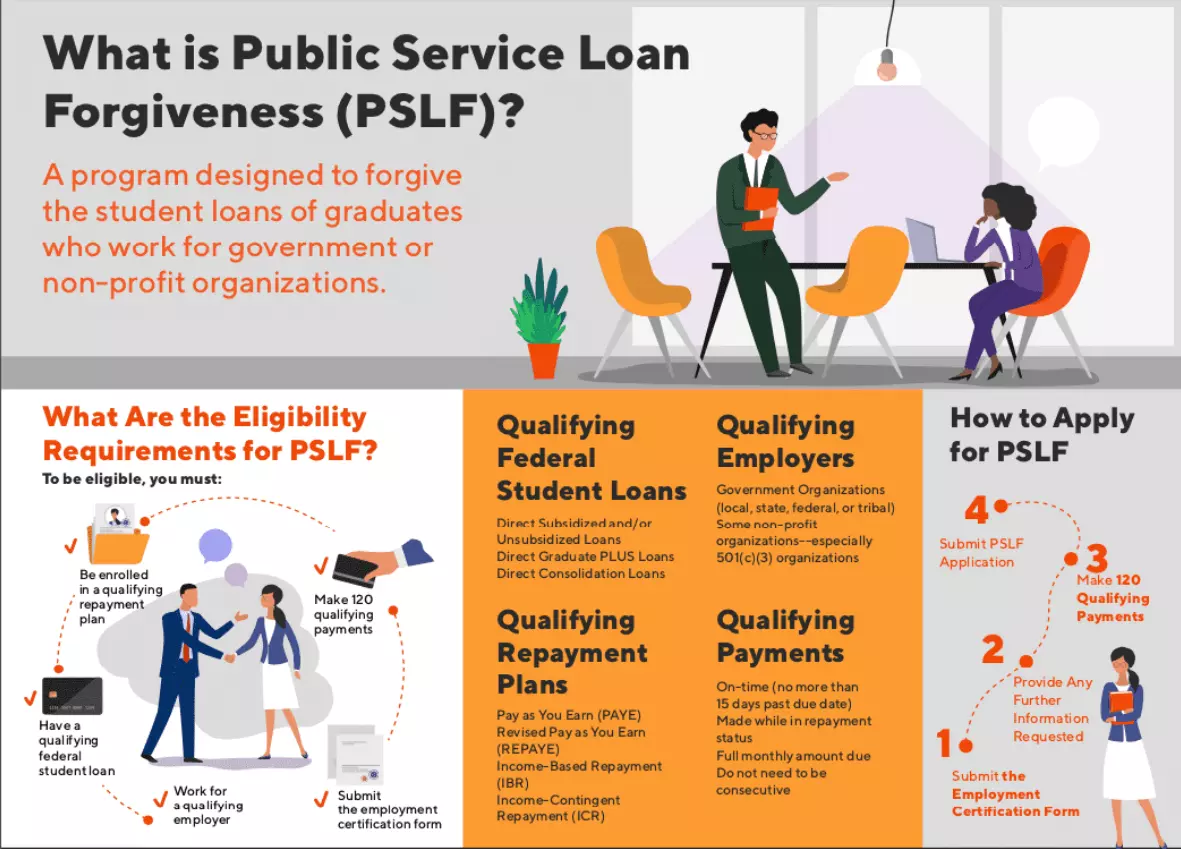 What is Public Service Loan
Forgiveness (PSLF)?
A program designed to forgive
the student loans of graduates
who work for government or
non-profit organizations.
What Are the Eligibility
Requirements for PSLF?
To be eligible, you must:
Be enrolled
in a qualifying
repayment
plan
Make 120
qualifying
payments
Have a
qualifying
federal
student loan
Work for
a qualifying
employer
Submit
the employment
certification form
Qualifying
Federal
Student Loans
Direct Subsidized and/or
Unsubsidized Loans
Direct Graduate PLUS Loans
Direct Consolidation Loans
Qualifying
Employers
Government Organizations
(local, state, federal, or tribal)
Some non-profit
organizations--especially
501(c)(3) organizations
Qualifying
Repayment
Plans
Pay as You Earn (PAYE)
Revised Pay as You Earn
(REPAYE)
Income-Based Repayment
(IBR)
Income-Contingent
Repayment (ICR)
Qualifying
Payments
On-time (no more than
15 days past due date)
Made while in repayment
status
Full monthly amount due
Do not need to be
consecutive
How to Apply
for PSLF
4
Submit PSLF
Application
3
Make 120
Qualifying
Payments
2
Provide Any
Further
Information
Requested
1
Submit the
Employment
Certification Form